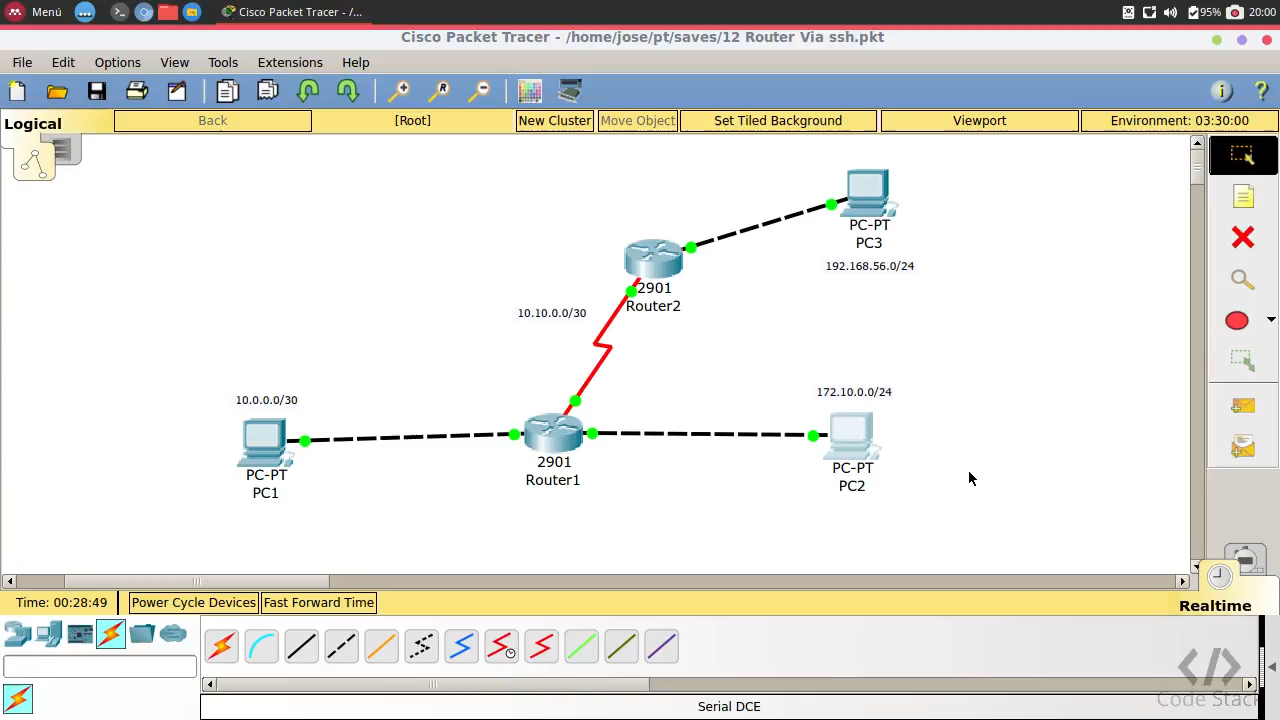 Menú
Cisco Packet Tracer - /...
95%
20:00
Cisco Packet Tracer - /home/jose/pt/saves/12 Router Via ssh.pkt
File Edit Options View Tools Extensions Help
Logical
Back
[Root]
New Cluster
Move Object
Set Tiled Background
Viewport
Environment: 03:30:00
PC-PT
PC3
192.168.56.0/24
2901
Router2
10.10.0.0/30
172.10.0.0/24
10.0.0.0/30
PC-PT
PC1
2901
Router1
PC-PT
PC2
Time: 00:28:49
Power Cycle Devices
Fast Forward Time
Realtime
Code Stack
Serial DCE